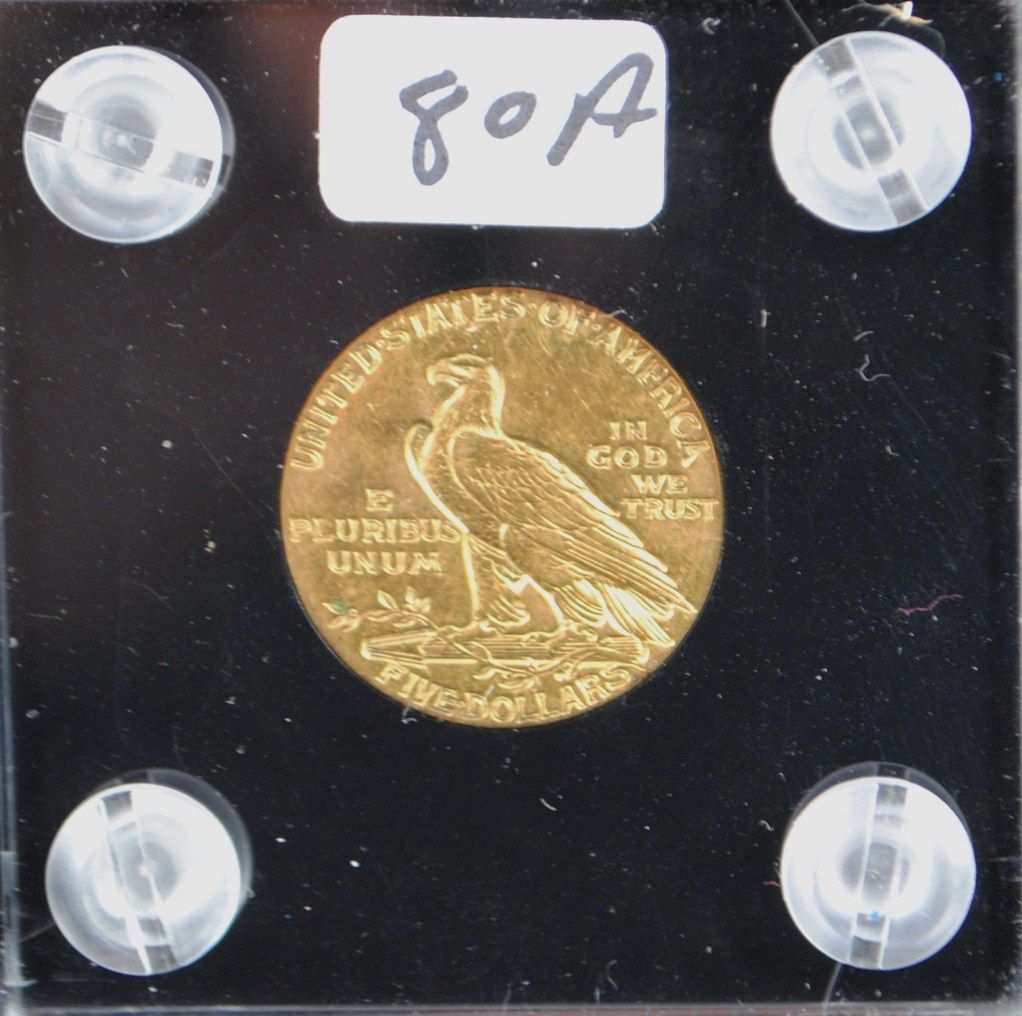 80A
UNITED·STATES·OF·AMERICA
IN
GOD
WE
TRUST
E
PLURIBUS
UNUM
FIVE·DOLLARS